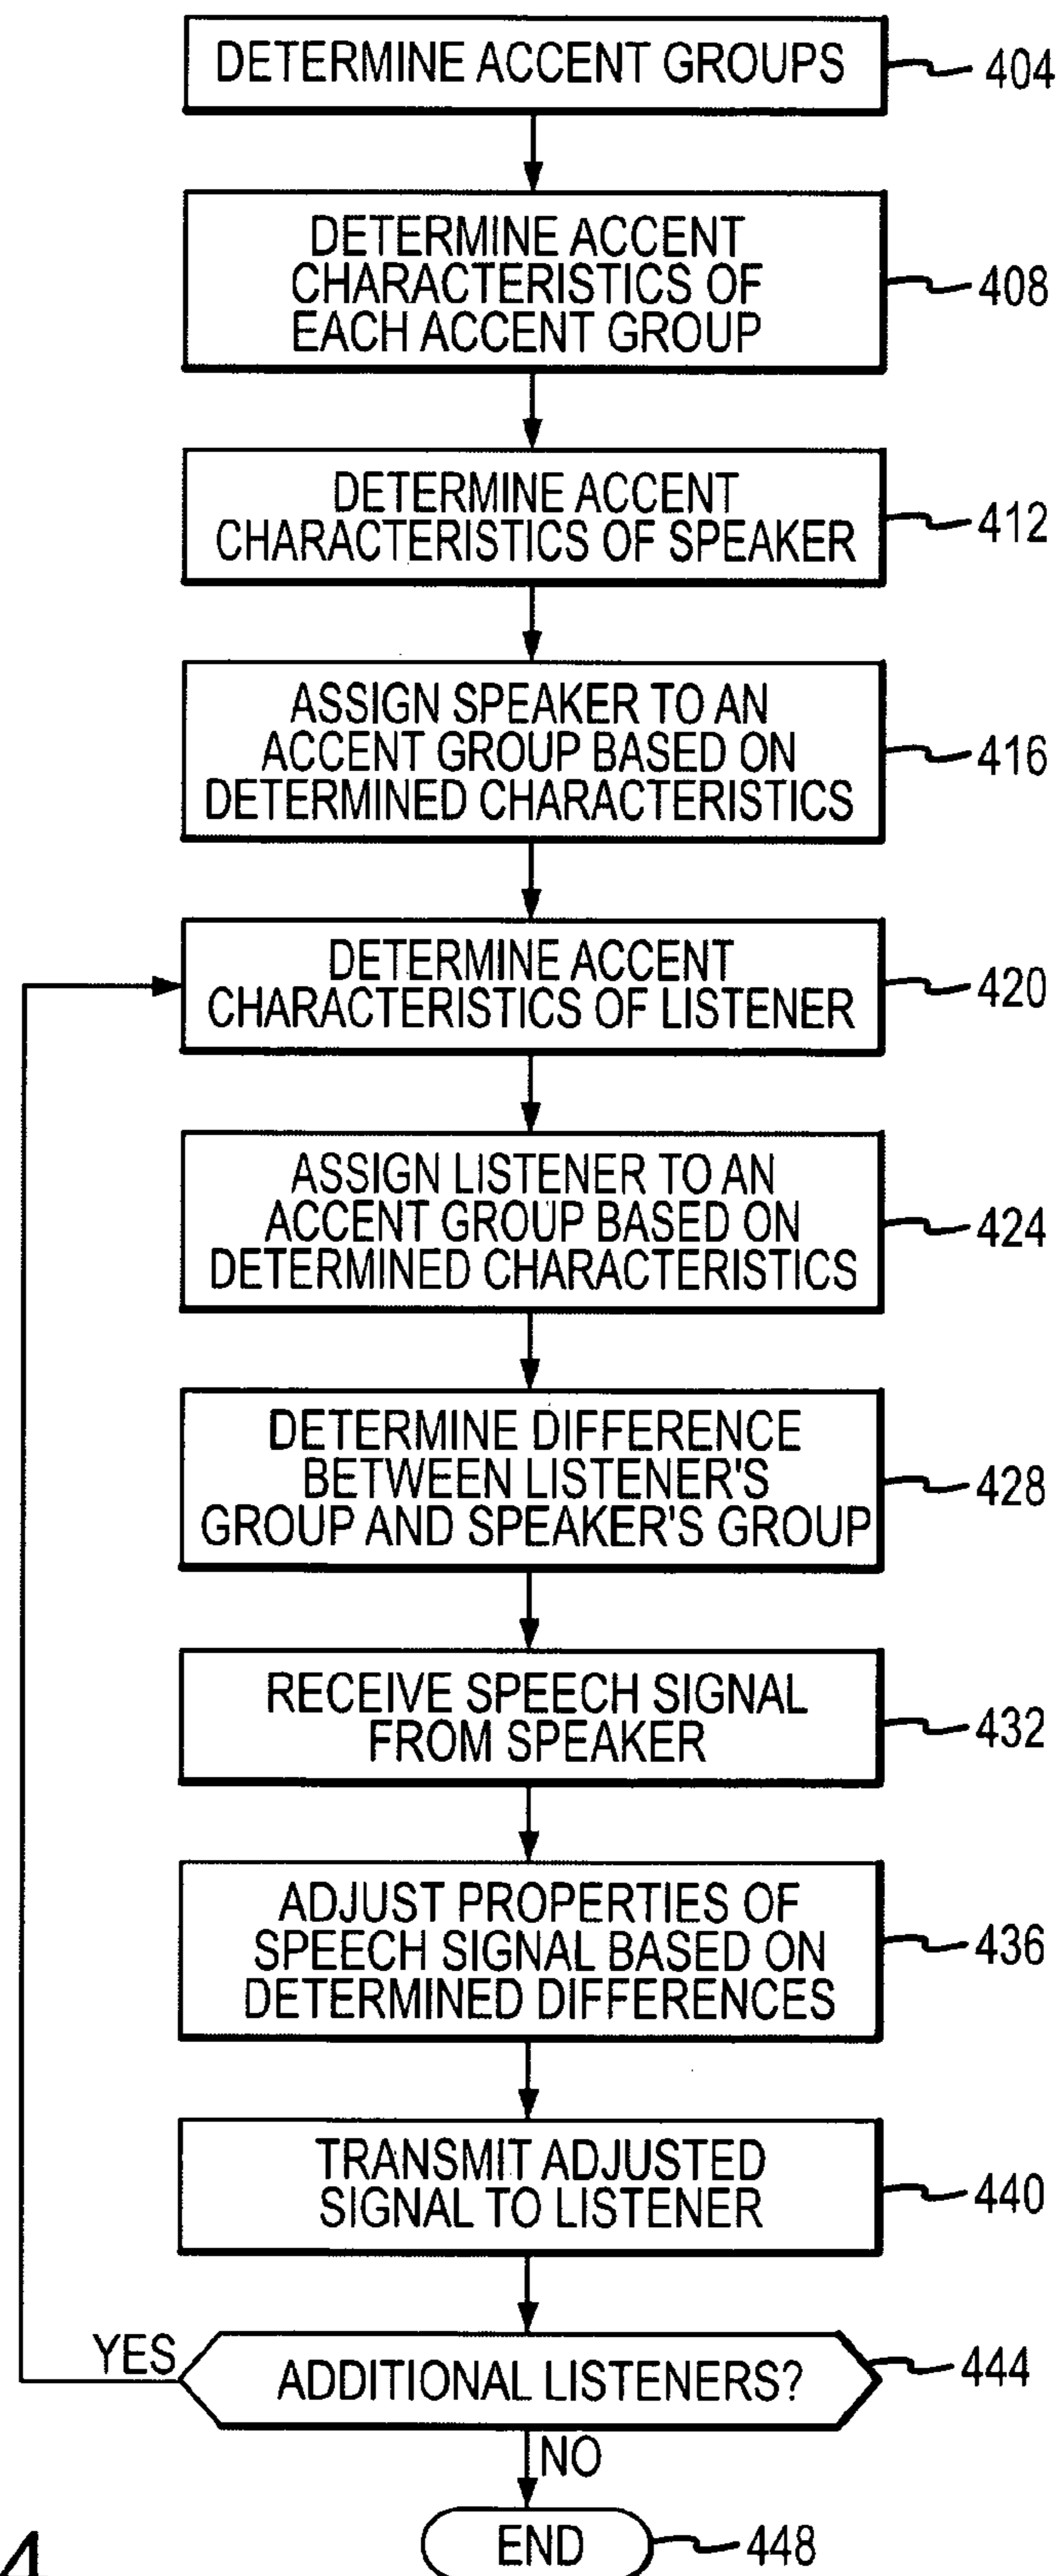 DETERMINE ACCENT GROUPS
404
DETERMINE ACCENT
CHARACTERISTICS OF
EACH ACCENT GROUP
408
DETERMINE ACCENT
CHARACTERISTICS OF SPEAKER
412
ASSIGN SPEAKER TO AN
ACCENT GROUP BASED ON
DETERMINED CHARACTERISTICS
416
DETERMINE ACCENT
CHARACTERISTICS OF LISTENER
420
ASSIGN LISTENER TO AN
ACCENT GROUP BASED ON
DETERMINED CHARACTERISTICS
424
DETERMINE DIFFERENCE
BETWEEN LISTENER'S
GROUP AND SPEAKER'S GROUP
428
RECEIVE SPEECH SIGNAL
FROM SPEAKER
432
ADJUST PROPERTIES OF
SPEECH SIGNAL BASED ON
DETERMINED DIFFERENCES
436
TRANSMIT ADJUSTED
SIGNAL TO LISTENER
440
YES
ADDITIONAL LISTENERS?
444
NO
END
448
4